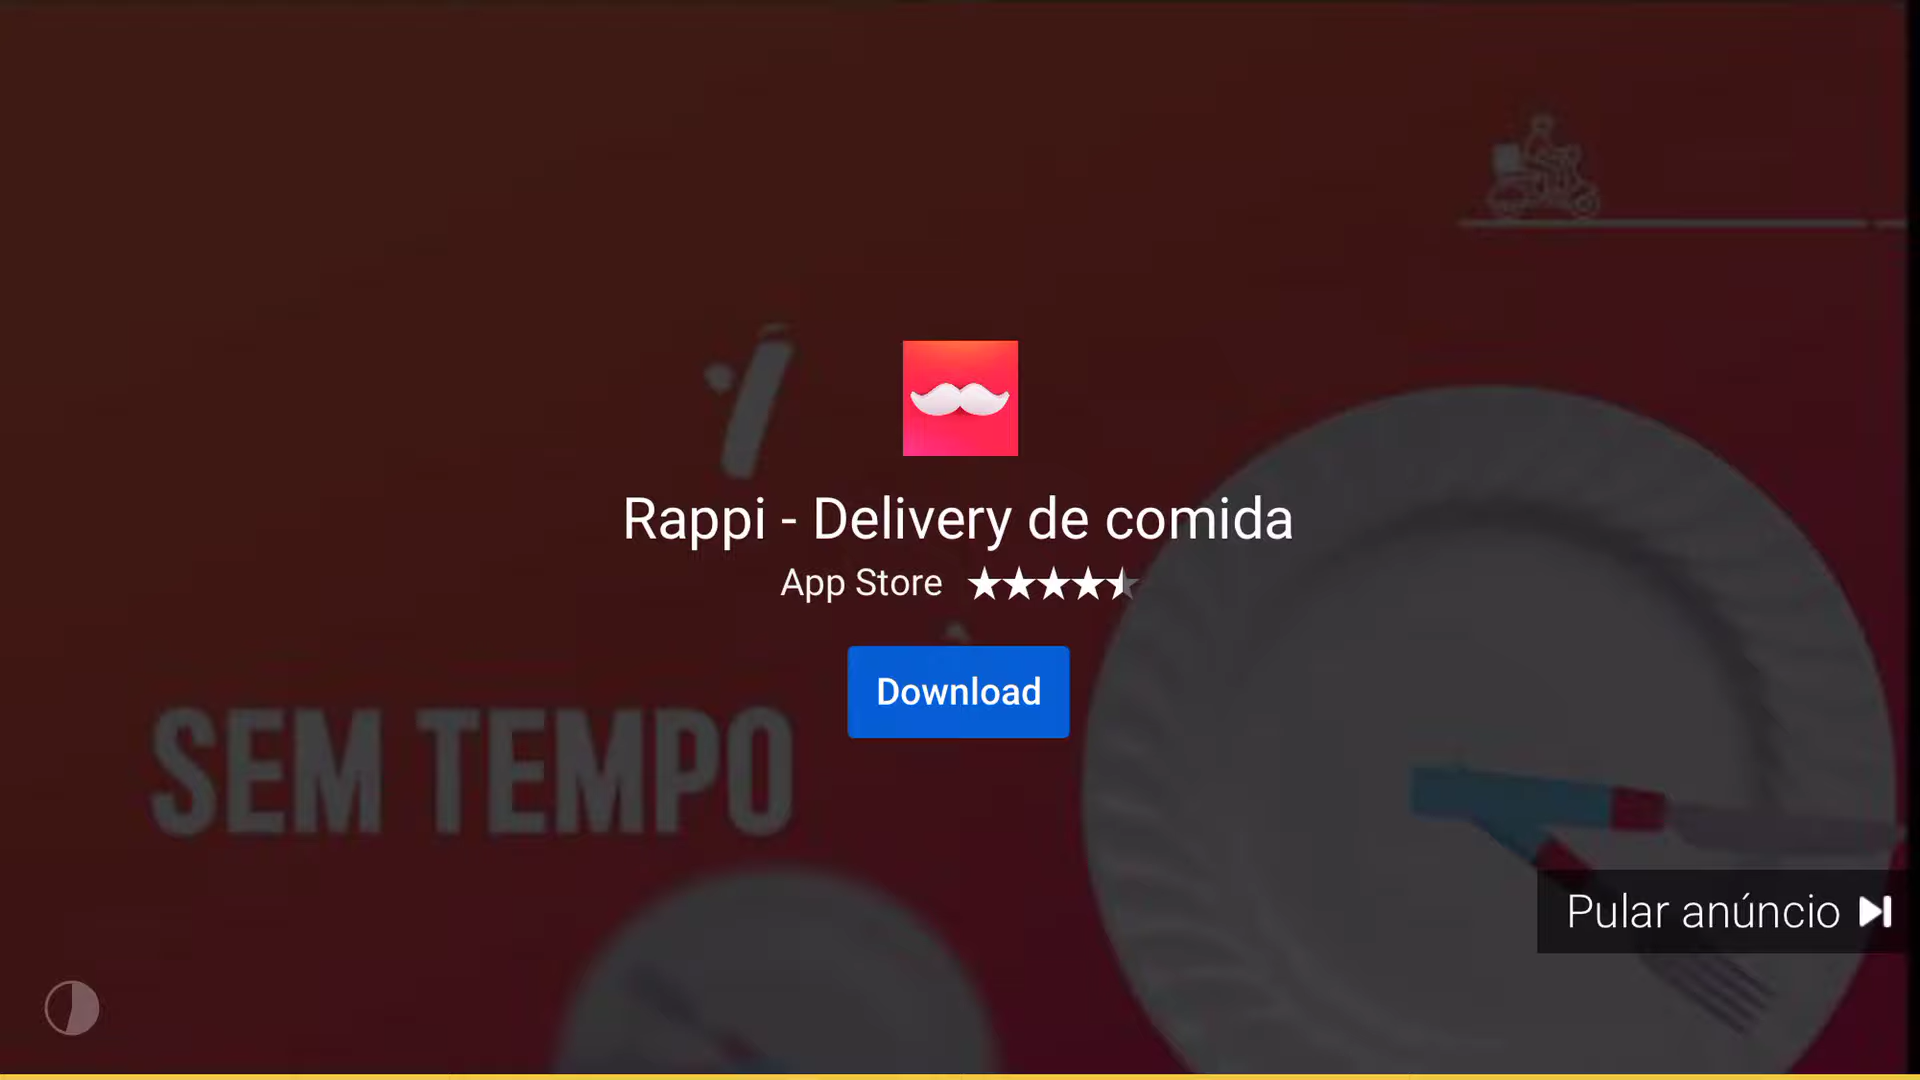 Rappi - Delivery de comida
App Store
Download
SEM TEMPO
Pular anúncio